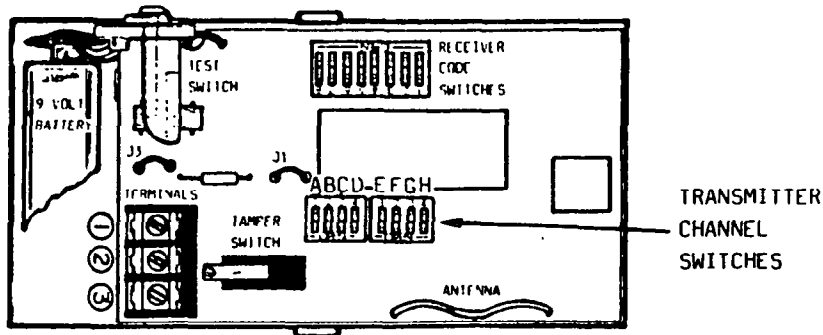 TEST
SWITCH
9 VOLT
BATTERY
RECEIVER
CODE
SWITCHES
J3
J1
ABCD-EFGH
TERMINALS
1
2
3
TAMPER
SWITCH
ANTENNA
TRANSMITTER
CHANNEL
SWITCHES